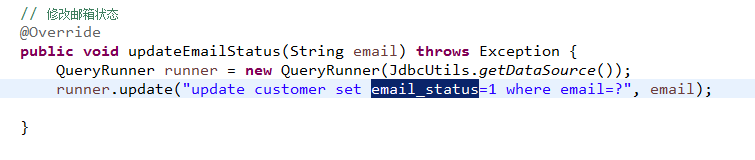 // 修改邮箱状态
@Override
public void updateEmailStatus(String email) throws Exception {
QueryRunner runner = new QueryRunner(JdbcUtils.getDataSource());
runner.update("update customer set email_status=1 where email=?", email);
}